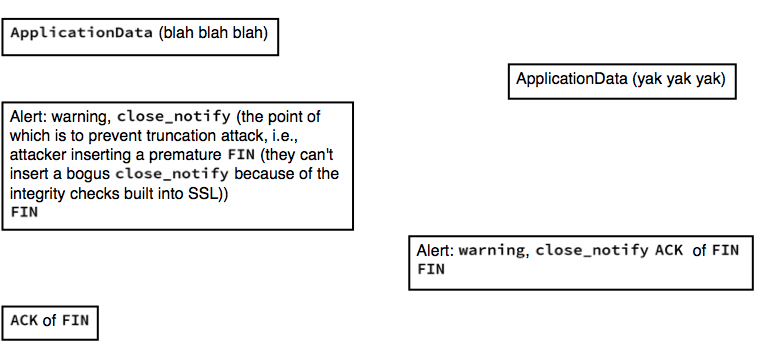 ApplicationData (blah blah blah)
ApplicationData (yak yak yak)
Alert: warning, close_notify (the point of
which is to prevent truncation attack, i.e.,
attacker inserting a premature FIN (they can't
insert a bogus close_notify because of the
integrity checks built into SSL))
FIN
Alert: warning, close_notify ACK of FIN
FIN
ACK of FIN